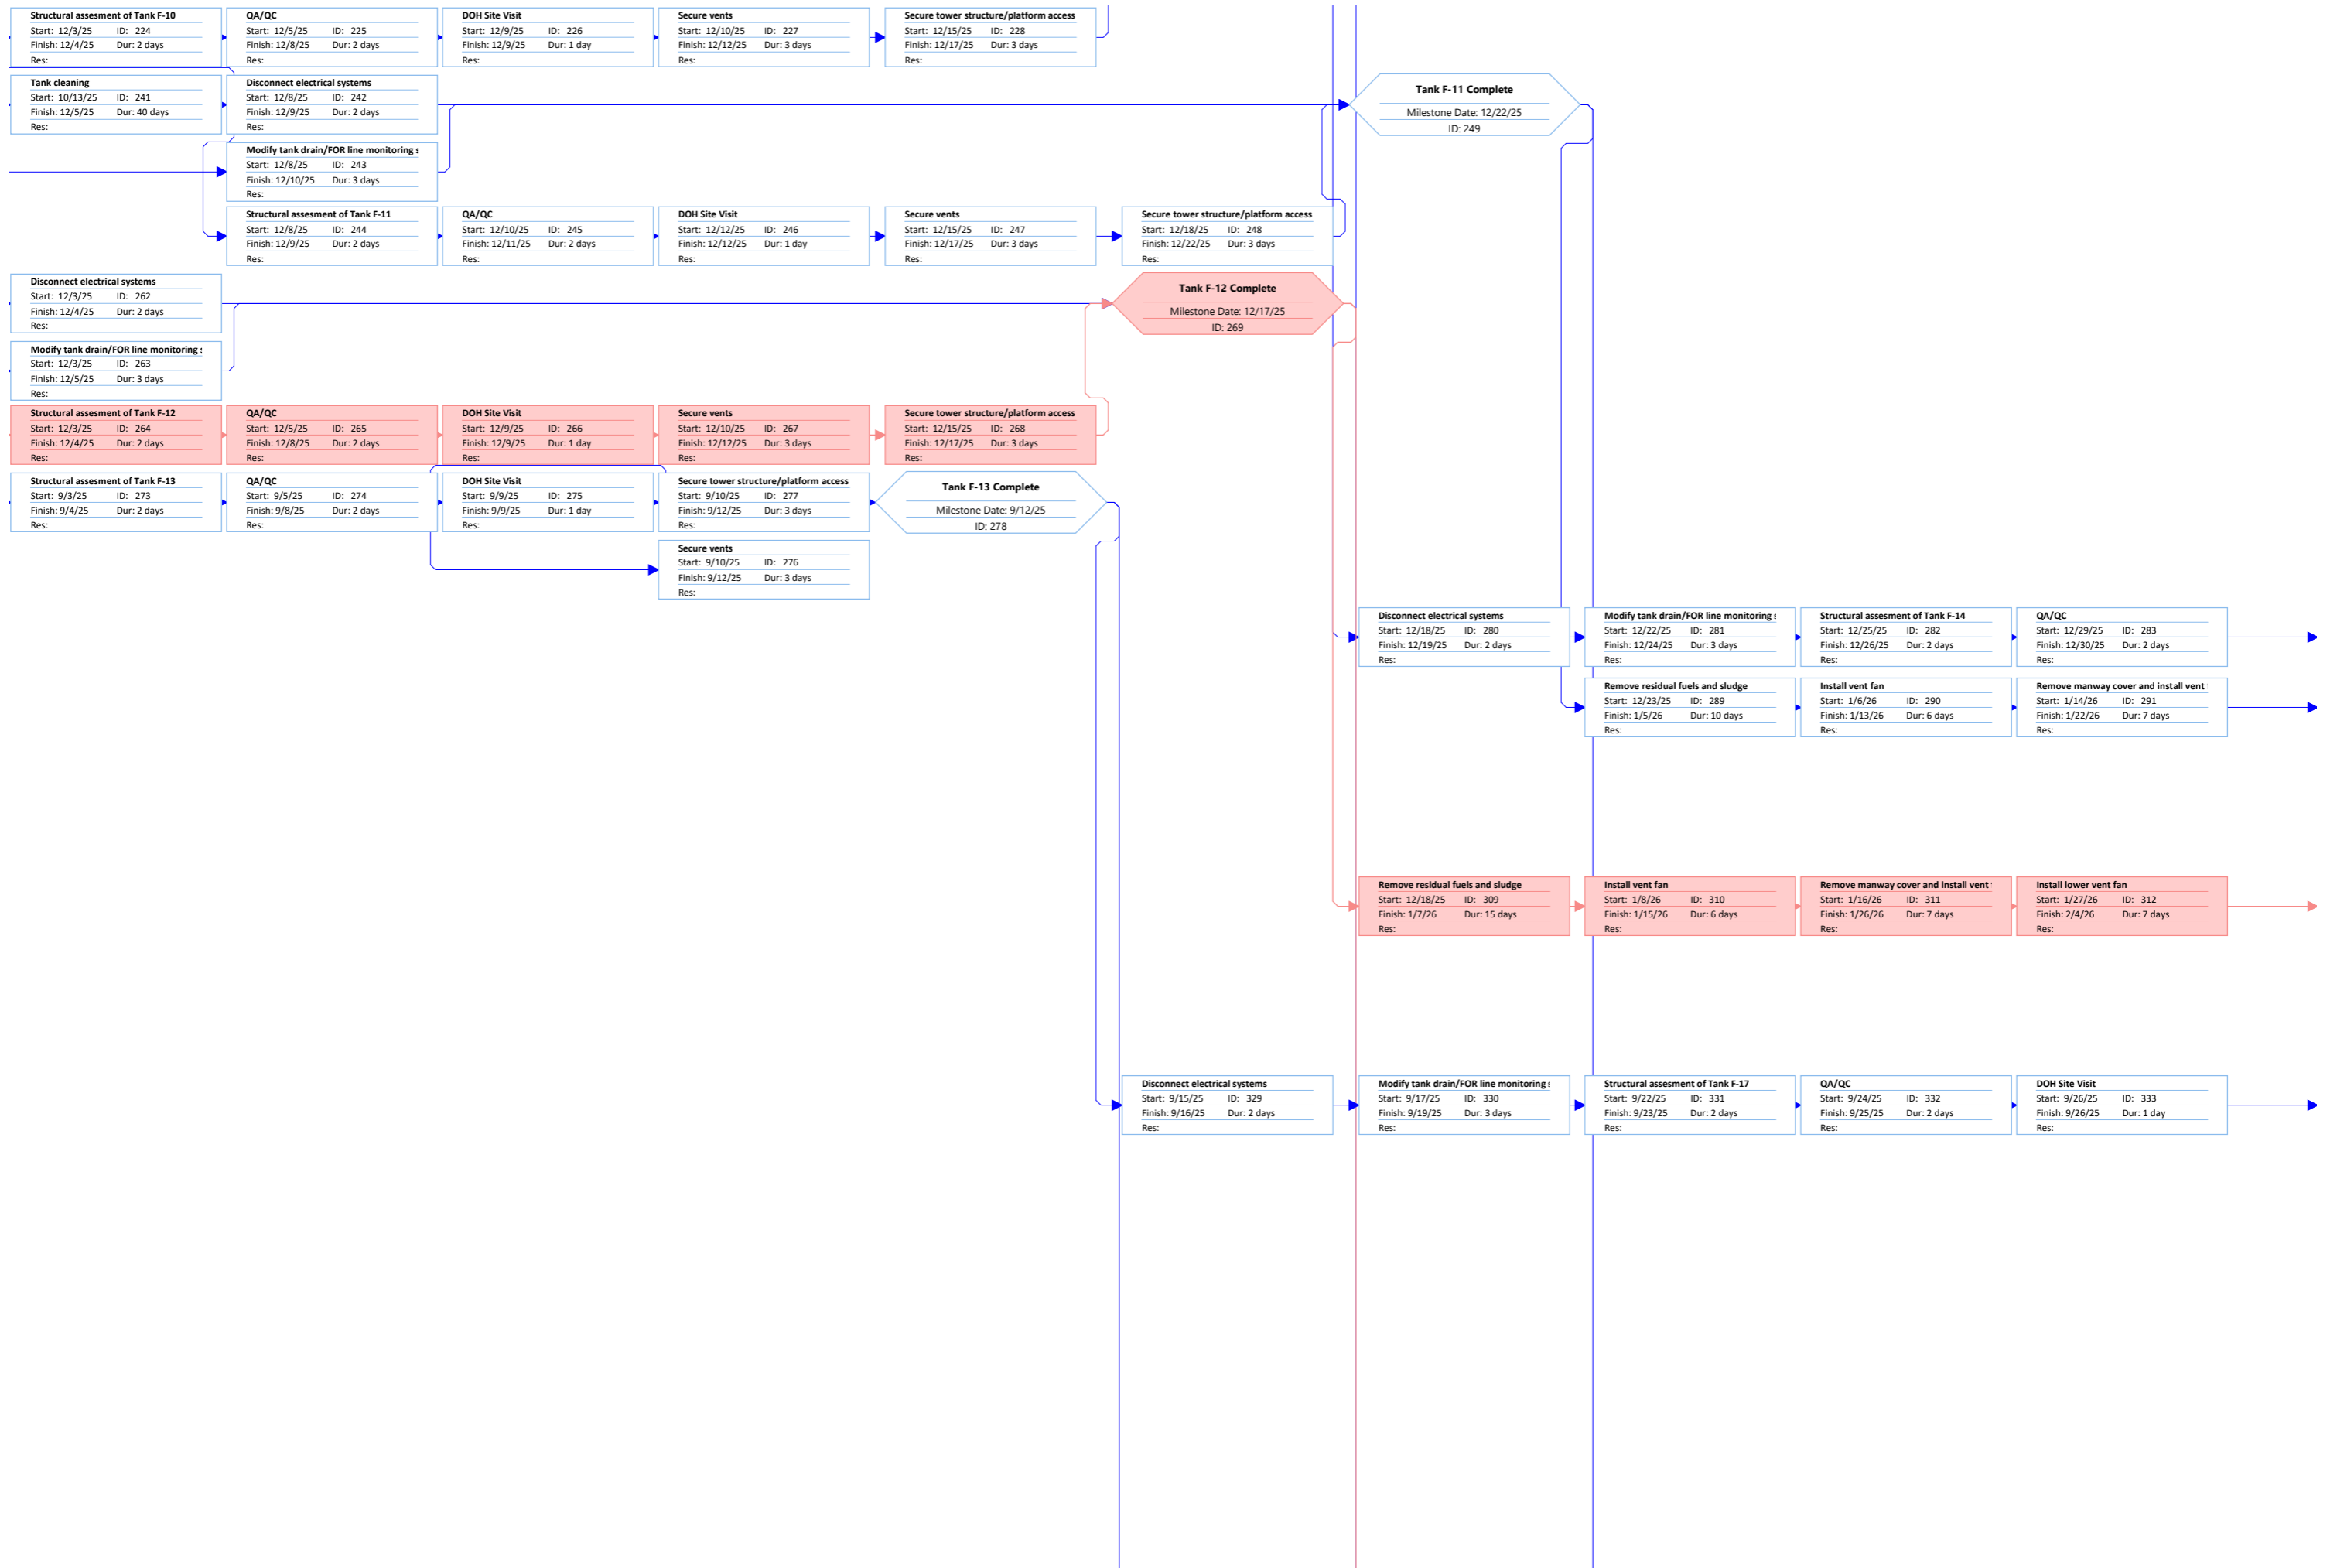 Structural assesment of Tank F-10
Start: 12/3/25 ID: 224
Finish: 12/4/25 Dur: 2 days
Res:
QA/QC
Start: 12/5/25 ID: 225
Finish: 12/8/25 Dur: 2 days
Res:
DOH Site Visit
Start: 12/9/25 ID: 226
Finish: 12/9/25 Dur: 1 day
Res:
Secure vents
Start: 12/10/25 ID: 227
Finish: 12/12/25 Dur: 3 days
Res:
Secure tower structure/platform access
Start: 12/15/25 ID: 228
Finish: 12/17/25 Dur: 3 days
Res:
Tank cleaning
Start: 10/13/25 ID: 241
Finish: 12/5/25 Dur: 40 days
Res:
Disconnect electrical systems
Start: 12/8/25 ID: 242
Finish: 12/9/25 Dur: 2 days
Res:
Tank F-11 Complete
Milestone Date: 12/22/25
ID: 249
Modify tank drain/FOR line monitoring
Start: 12/8/25 ID: 243
Finish: 12/10/25 Dur: 3 days
Res:
Structural assesment of Tank F-11
Start: 12/8/25 ID: 244
Finish: 12/9/25 Dur: 2 days
Res:
QA/QC
Start: 12/10/25 ID: 245
Finish: 12/11/25 Dur: 2 days
Res:
DOH Site Visit
Start: 12/12/25 ID: 246
Finish: 12/12/25 Dur: 1 day
Res:
Secure vents
Start: 12/15/25 ID: 247
Finish: 12/17/25 Dur: 3 days
Res:
Secure tower structure/platform access
Start: 12/18/25 ID: 248
Finish: 12/22/25 Dur: 3 days
Res:
Disconnect electrical systems
Start: 12/3/25 ID: 262
Finish: 12/4/25 Dur: 2 days
Res:
Tank F-12 Complete
Milestone Date: 12/17/25
ID: 269
Modify tank drain/FOR line monitoring
Start: 12/3/25 ID: 263
Finish: 12/5/25 Dur: 3 days
Res:
Structural assesment of Tank F-12
Start: 12/3/25 ID: 264
Finish: 12/4/25 Dur: 2 days
Res:
QA/QC
Start: 12/5/25 ID: 265
Finish: 12/8/25 Dur: 2 days
Res:
DOH Site Visit
Start: 12/9/25 ID: 266
Finish: 12/9/25 Dur: 1 day
Res:
Secure vents
Start: 12/10/25 ID: 267
Finish: 12/12/25 Dur: 3 days
Res:
Secure tower structure/platform access
Start: 12/15/25 ID: 268
Finish: 12/17/25 Dur: 3 days
Res:
Structural assesment of Tank F-13
Start: 9/3/25 ID: 273
Finish: 9/4/25 Dur: 2 days
Res:
QA/QC
Start: 9/5/25 ID: 274
Finish: 9/8/25 Dur: 2 days
Res:
DOH Site Visit
Start: 9/9/25 ID: 275
Finish: 9/9/25 Dur: 1 day
Res:
Secure tower structure/platform access
Start: 9/10/25 ID: 277
Finish: 9/12/25 Dur: 3 days
Res:
Tank F-13 Complete
Milestone Date: 9/12/25
ID: 278
Secure vents
Start: 9/10/25 ID: 276
Finish: 9/12/25 Dur: 3 days
Res:
Disconnect electrical systems
Start: 12/18/25 ID: 280
Finish: 12/19/25 Dur: 2 days
Res:
Modify tank drain/FOR line monitoring
Start: 12/22/25 ID: 281
Finish: 12/24/25 Dur: 3 days
Res:
Structural assesment of Tank F-14
Start: 12/25/25 ID: 282
Finish: 12/26/25 Dur: 2 days
Res:
QA/QC
Start: 12/29/25 ID: 283
Finish: 12/30/25 Dur: 2 days
Res:
Remove residual fuels and sludge
Start: 12/23/25 ID: 289
Finish: 1/5/26 Dur: 10 days
Res:
Install vent fan
Start: 1/6/26 ID: 290
Finish: 1/13/26 Dur: 6 days
Res:
Remove manway cover and install vent
Start: 1/14/26 ID: 291
Finish: 1/22/26 Dur: 7 days
Res:
Remove residual fuels and sludge
Start: 12/18/25 ID: 309
Finish: 1/7/26 Dur: 15 days
Res:
Install vent fan
Start: 1/8/26 ID: 310
Finish: 1/15/26 Dur: 6 days
Res:
Remove manway cover and install vent
Start: 1/16/26 ID: 311
Finish: 1/26/26 Dur: 7 days
Res:
Install lower vent fan
Start: 1/27/26 ID: 312
Finish: 2/4/26 Dur: 7 days
Res:
Disconnect electrical systems
Start: 9/15/25 ID: 329
Finish: 9/16/25 Dur: 2 days
Res:
Modify tank drain/FOR line monitoring
Start: 9/17/25 ID: 330
Finish: 9/19/25 Dur: 3 days
Res:
Structural assesment of Tank F-17
Start: 9/22/25 ID: 331
Finish: 9/23/25 Dur: 2 days
Res:
QA/QC
Start: 9/24/25 ID: 332
Finish: 9/25/25 Dur: 2 days
Res:
DOH Site Visit
Start: 9/26/25 ID: 333
Finish: 9/26/25 Dur: 1 day
Res: